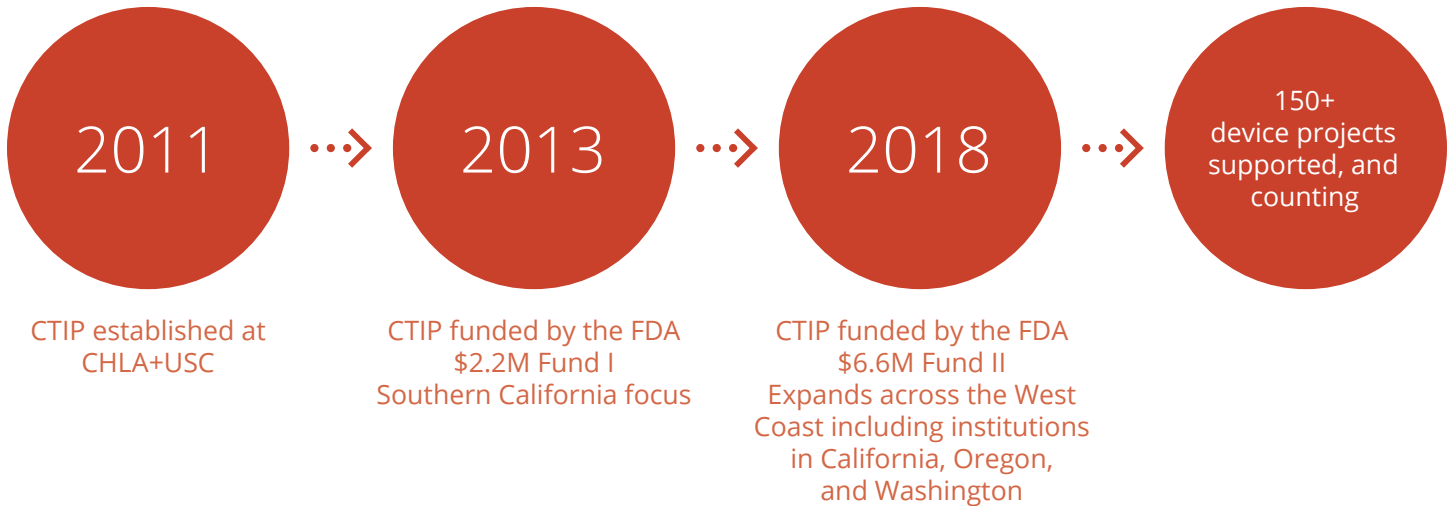 2011
CTIP established at
CHLA+USC
2013
CTIP funded by the FDA
$2.2M Fund I
Southern California focus
2018
CTIP funded by the FDA
$6.6M Fund II
Expands across the West
Coast including institutions
in California, Oregon,
and Washington
150+
device projects
supported, and
counting